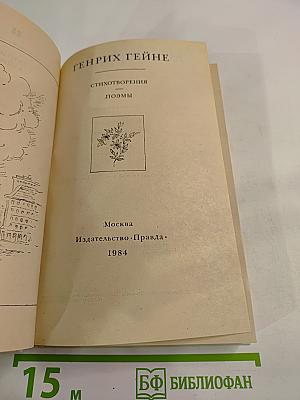 ГЕНРИХ ГЕЙНЕ
СТИХОТВОРЕНИЯ
ПОЭМЫ
Москва
Издательство «Правда»
1984
15 м
БФ БИБЛИОФАН